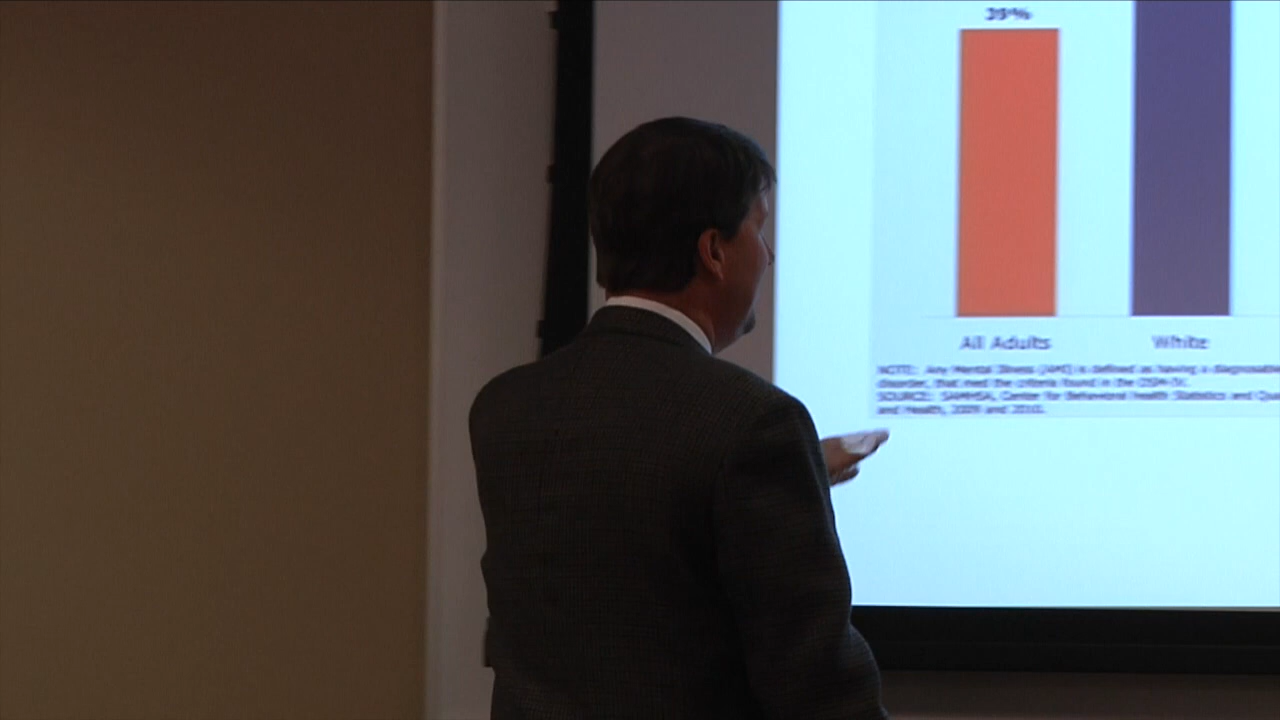 39%
All Adults White
NOTE: Any Mental Illness (AMI) is defined as having a diagnosable
disorder, that met the criteria found in the DSM-IV.
SOURCE: SAMHSA, Center for Behavioral Health Statistics and
and Health, 2009 and 2010.